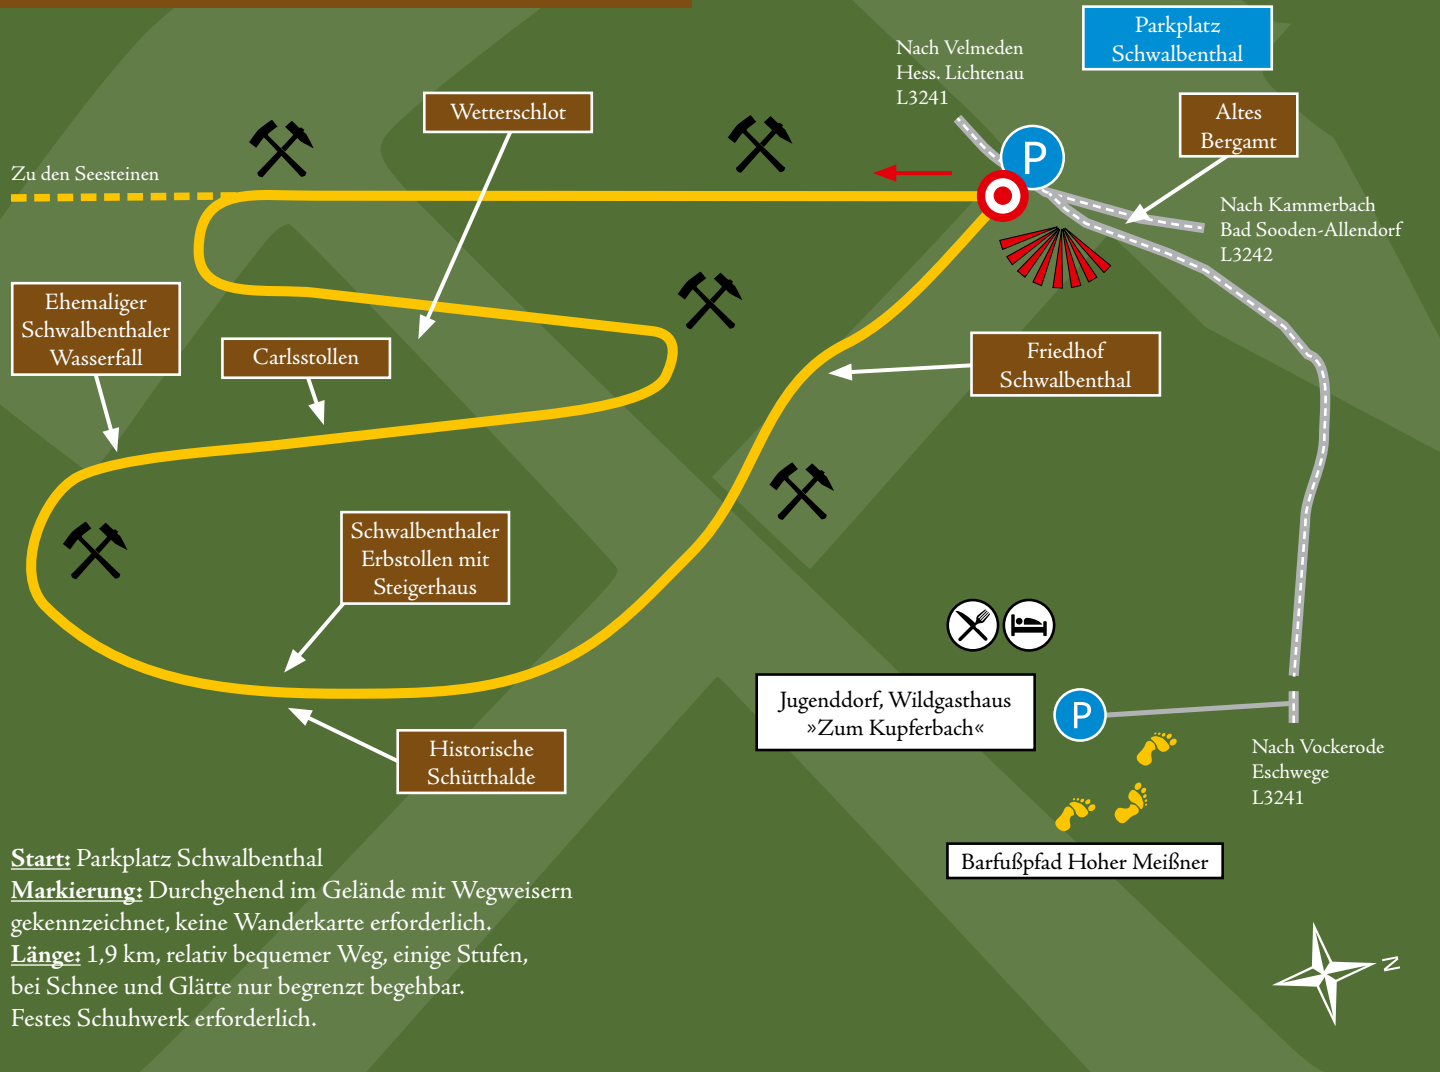 Parkplatz
Schwalbenthal
Nach Velmeden
Hess. Lichtenau
L3241
Wetterschlot
Altes
Bergamt
P
Zu den Seesteinen
Nach Kammerbach
Bad Sooden-Allendorf
L3242
Ehemaliger
Schwalbenthaler
Wasserfall
Carlsstollen
Friedhof
Schwalbenthal
Schwalbenthaler
Erbstollen mit
Steigerhaus
Jugenddorf, Wildgasthaus
»Zum Kupferbach«
P
Historische
Schütthalde
Nach Vockerode
Eschwege
L3241
Barfußpfad Hoher Meißner
Start: Parkplatz Schwalbenthal
Markierung: Durchgehend im Gelände mit Wegweisern
gekennzeichnet, keine Wanderkarte erforderlich.
Länge: 1,9 km, relativ bequemer Weg, einige Stufen,
bei Schnee und Glätte nur begrenzt begehbar.
Festes Schuhwerk erforderlich.
N